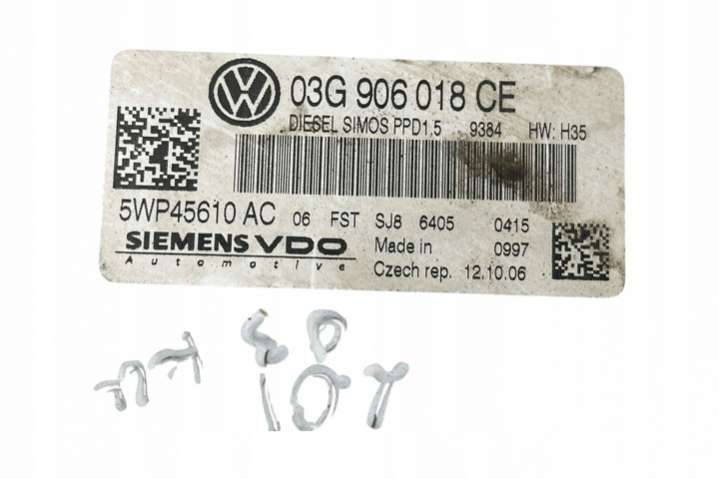 03G 906 018 CE
DIESEL SIMOS PPD1,5 9384 HW: H35
5WP45610 AC 06 FST SJ8 6405 0415
SIEMENS VDO Made in 0997
Automotive Czech rep. 12.10.06